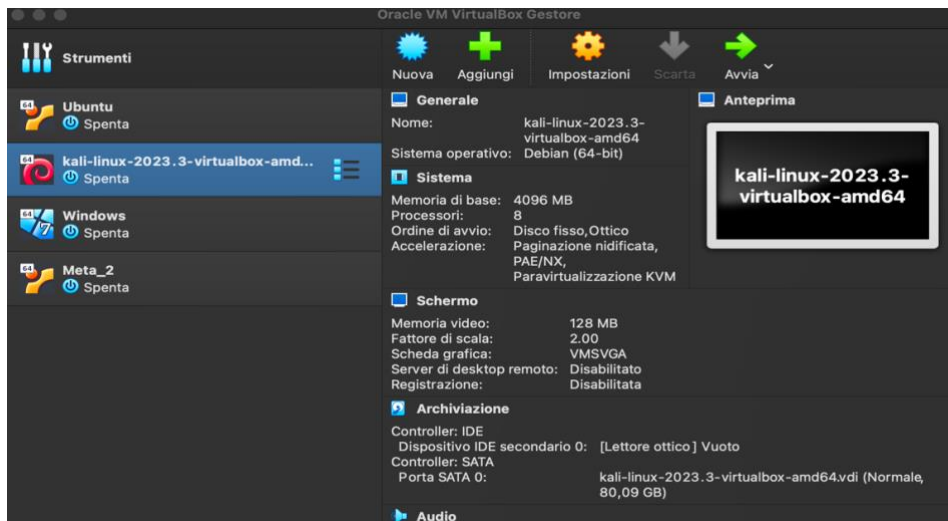 Oracle VM VirtualBox Gestore
Strumenti
64 Ubuntu
Spenta
64 kali-linux-2023.3-virtualbox-amd...
Spenta
64 7 Windows
Spenta
64 Meta_2
Spenta
Nuova Aggiungi Impostazioni Scarta Avvia
Generale
Nome: kali-linux-2023.3-
virtualbox-amd64
Sistema operativo: Debian (64-bit)
Sistema
Memoria di base: 4096 MB
Processori: 8
Ordine di avvio: Disco fisso, Ottico
Accelerazione: Paginazione nidificata,
PAE/NX,
Paravirtualizzazione KVM
Anteprima
kali-linux-2023.3-
virtualbox-amd64
Schermo
Memoria video: 128 MB
Fattore di scala: 2.00
Scheda grafica: VMSVGA
Server di desktop remoto: Disabilitato
Registrazione: Disabilitata
Archiviazione
Controller: IDE
Dispositivo IDE secondario 0: [Lettore ottico] Vuoto
Controller: SATA
Porta SATA 0: kali-linux-2023.3-virtualbox-amd64.vdi (Normale,
80,09 GB)
Audio